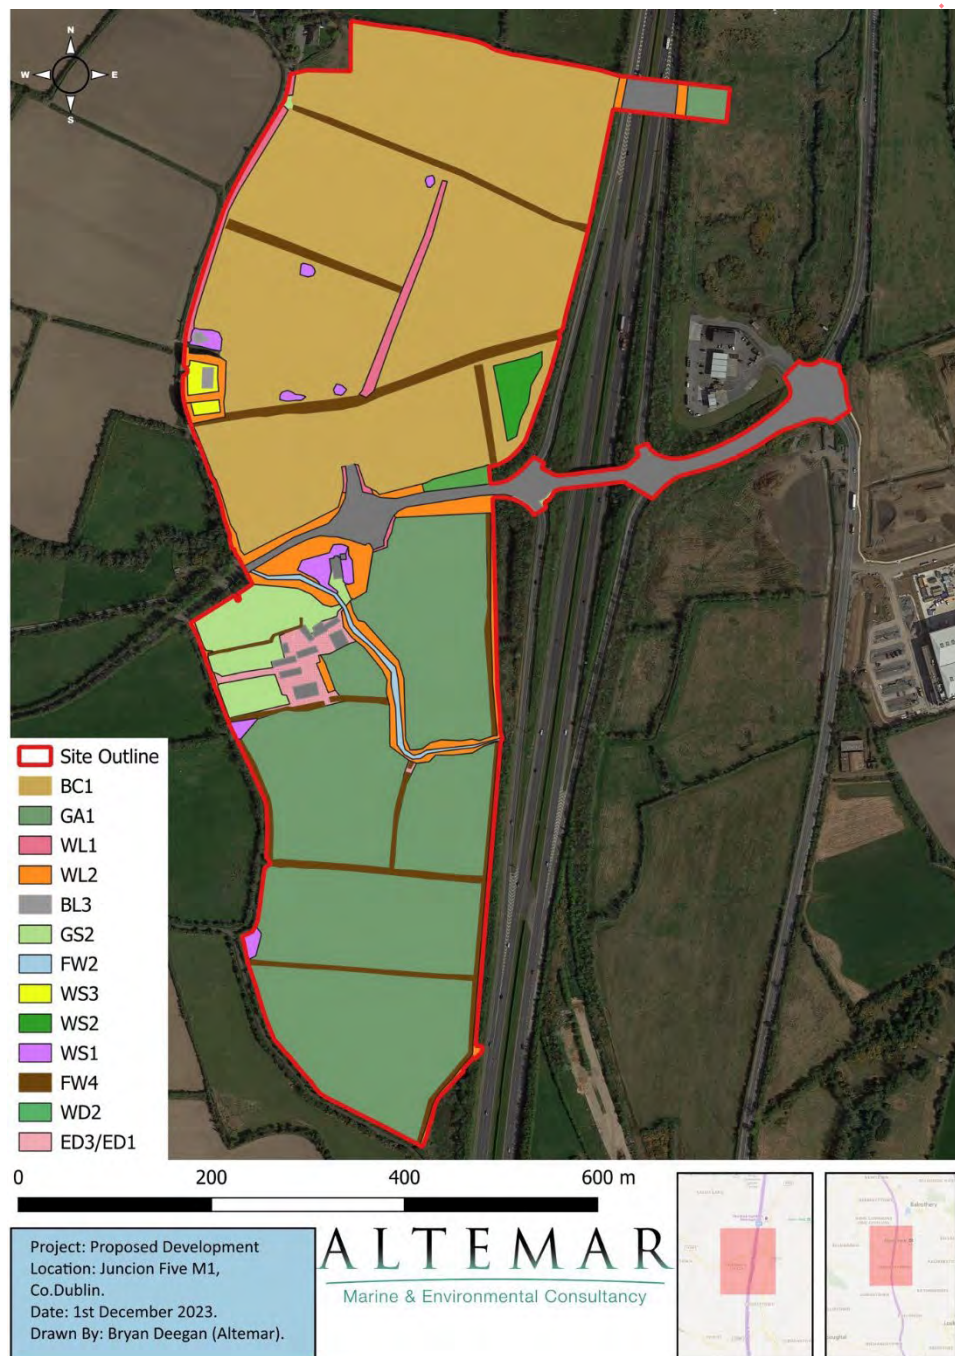 N
W E
S
Site Outline
BC1
GA1
WL1
WL2
BL3
GS2
FW2
WS3
WS2
WS1
FW4
WD2
ED3/ED1
0 200 400 600 m
Project: Proposed Development
Location: Juncion Five M1,
Co.Dublin.
Date: 1st December 2023.
Drawn By: Bryan Deegan (Altemar).
ALTEMAR
Marine & Environmental Consultancy